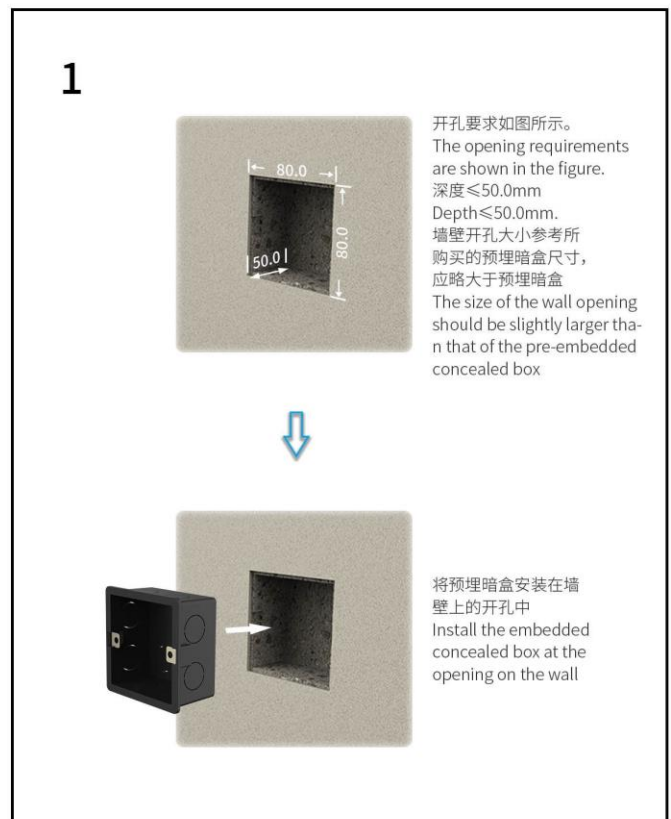 1
80.0
80.0
50.0
开孔要求如图所示。
The opening requirements
are shown in the figure.
深度≤50.0mm
Depth≤50.0mm.
墙壁开孔大小参考所
购买的预埋暗盒尺寸，
应略大于预埋暗盒
The size of the wall opening
should be slightly larger tha-
n that of the pre-embedded
concealed box
将预埋暗盒安装在墙
壁上的开孔中
Install the embedded
concealed box at the
opening on the wall